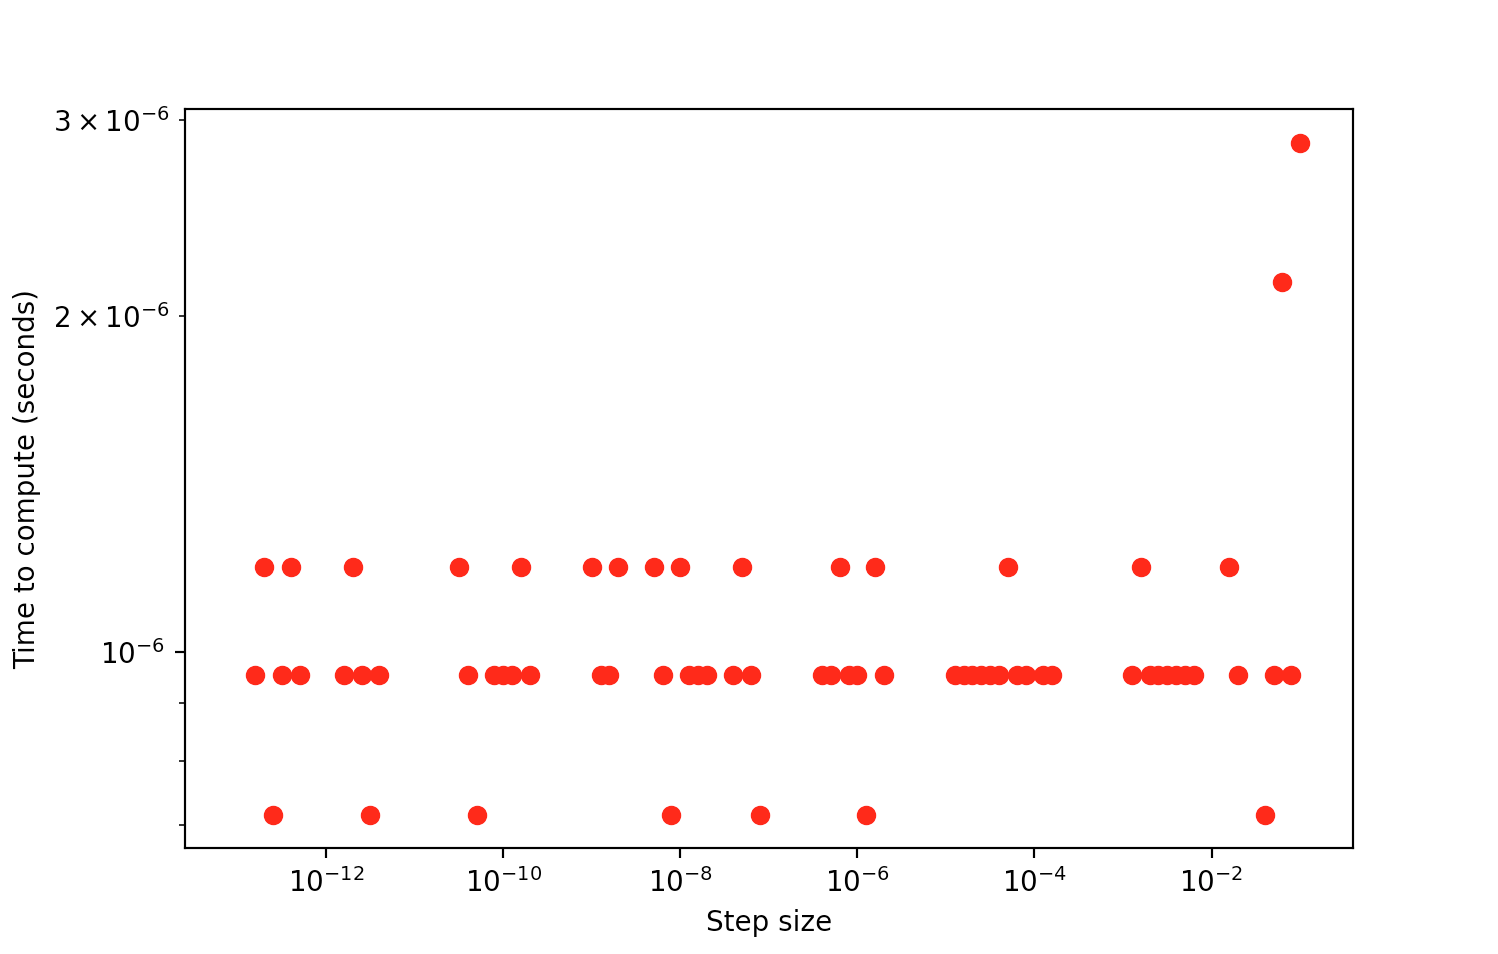 3 × 10⁻⁶
2 × 10⁻⁶
10⁻⁶
Time to compute (seconds)
10⁻¹² 10⁻¹⁰ 10⁻⁸ 10⁻⁶ 10⁻⁴ 10⁻²
Step size